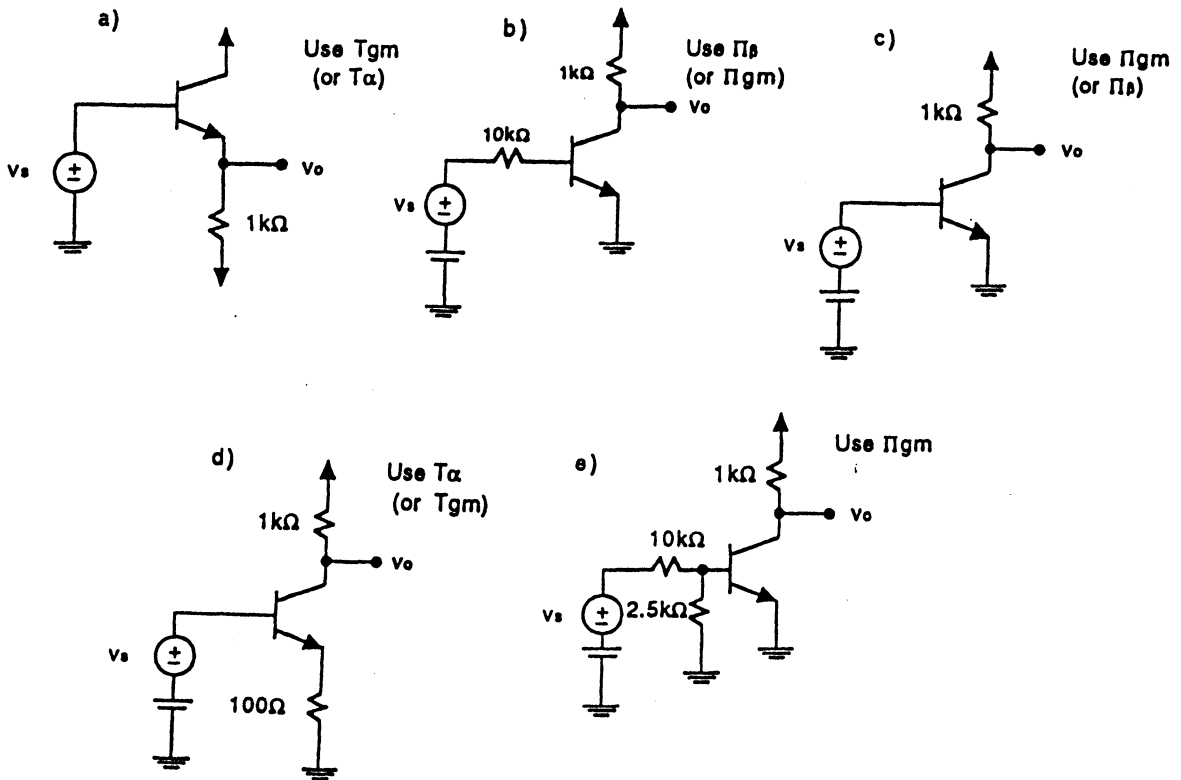 a)
Use Tgm
(or Tα)
Vs
Vo
1kΩ
b)
Use Πβ
(or Πgm)
1kΩ
Vo
10kΩ
Vs
c)
Use Πgm
(or Πβ)
1kΩ
Vo
Vs
d)
Use Tα
(or Tgm)
1kΩ
Vo
Vs
100Ω
e)
Use Πgm
1kΩ
Vo
10kΩ
Vs
2.5kΩ